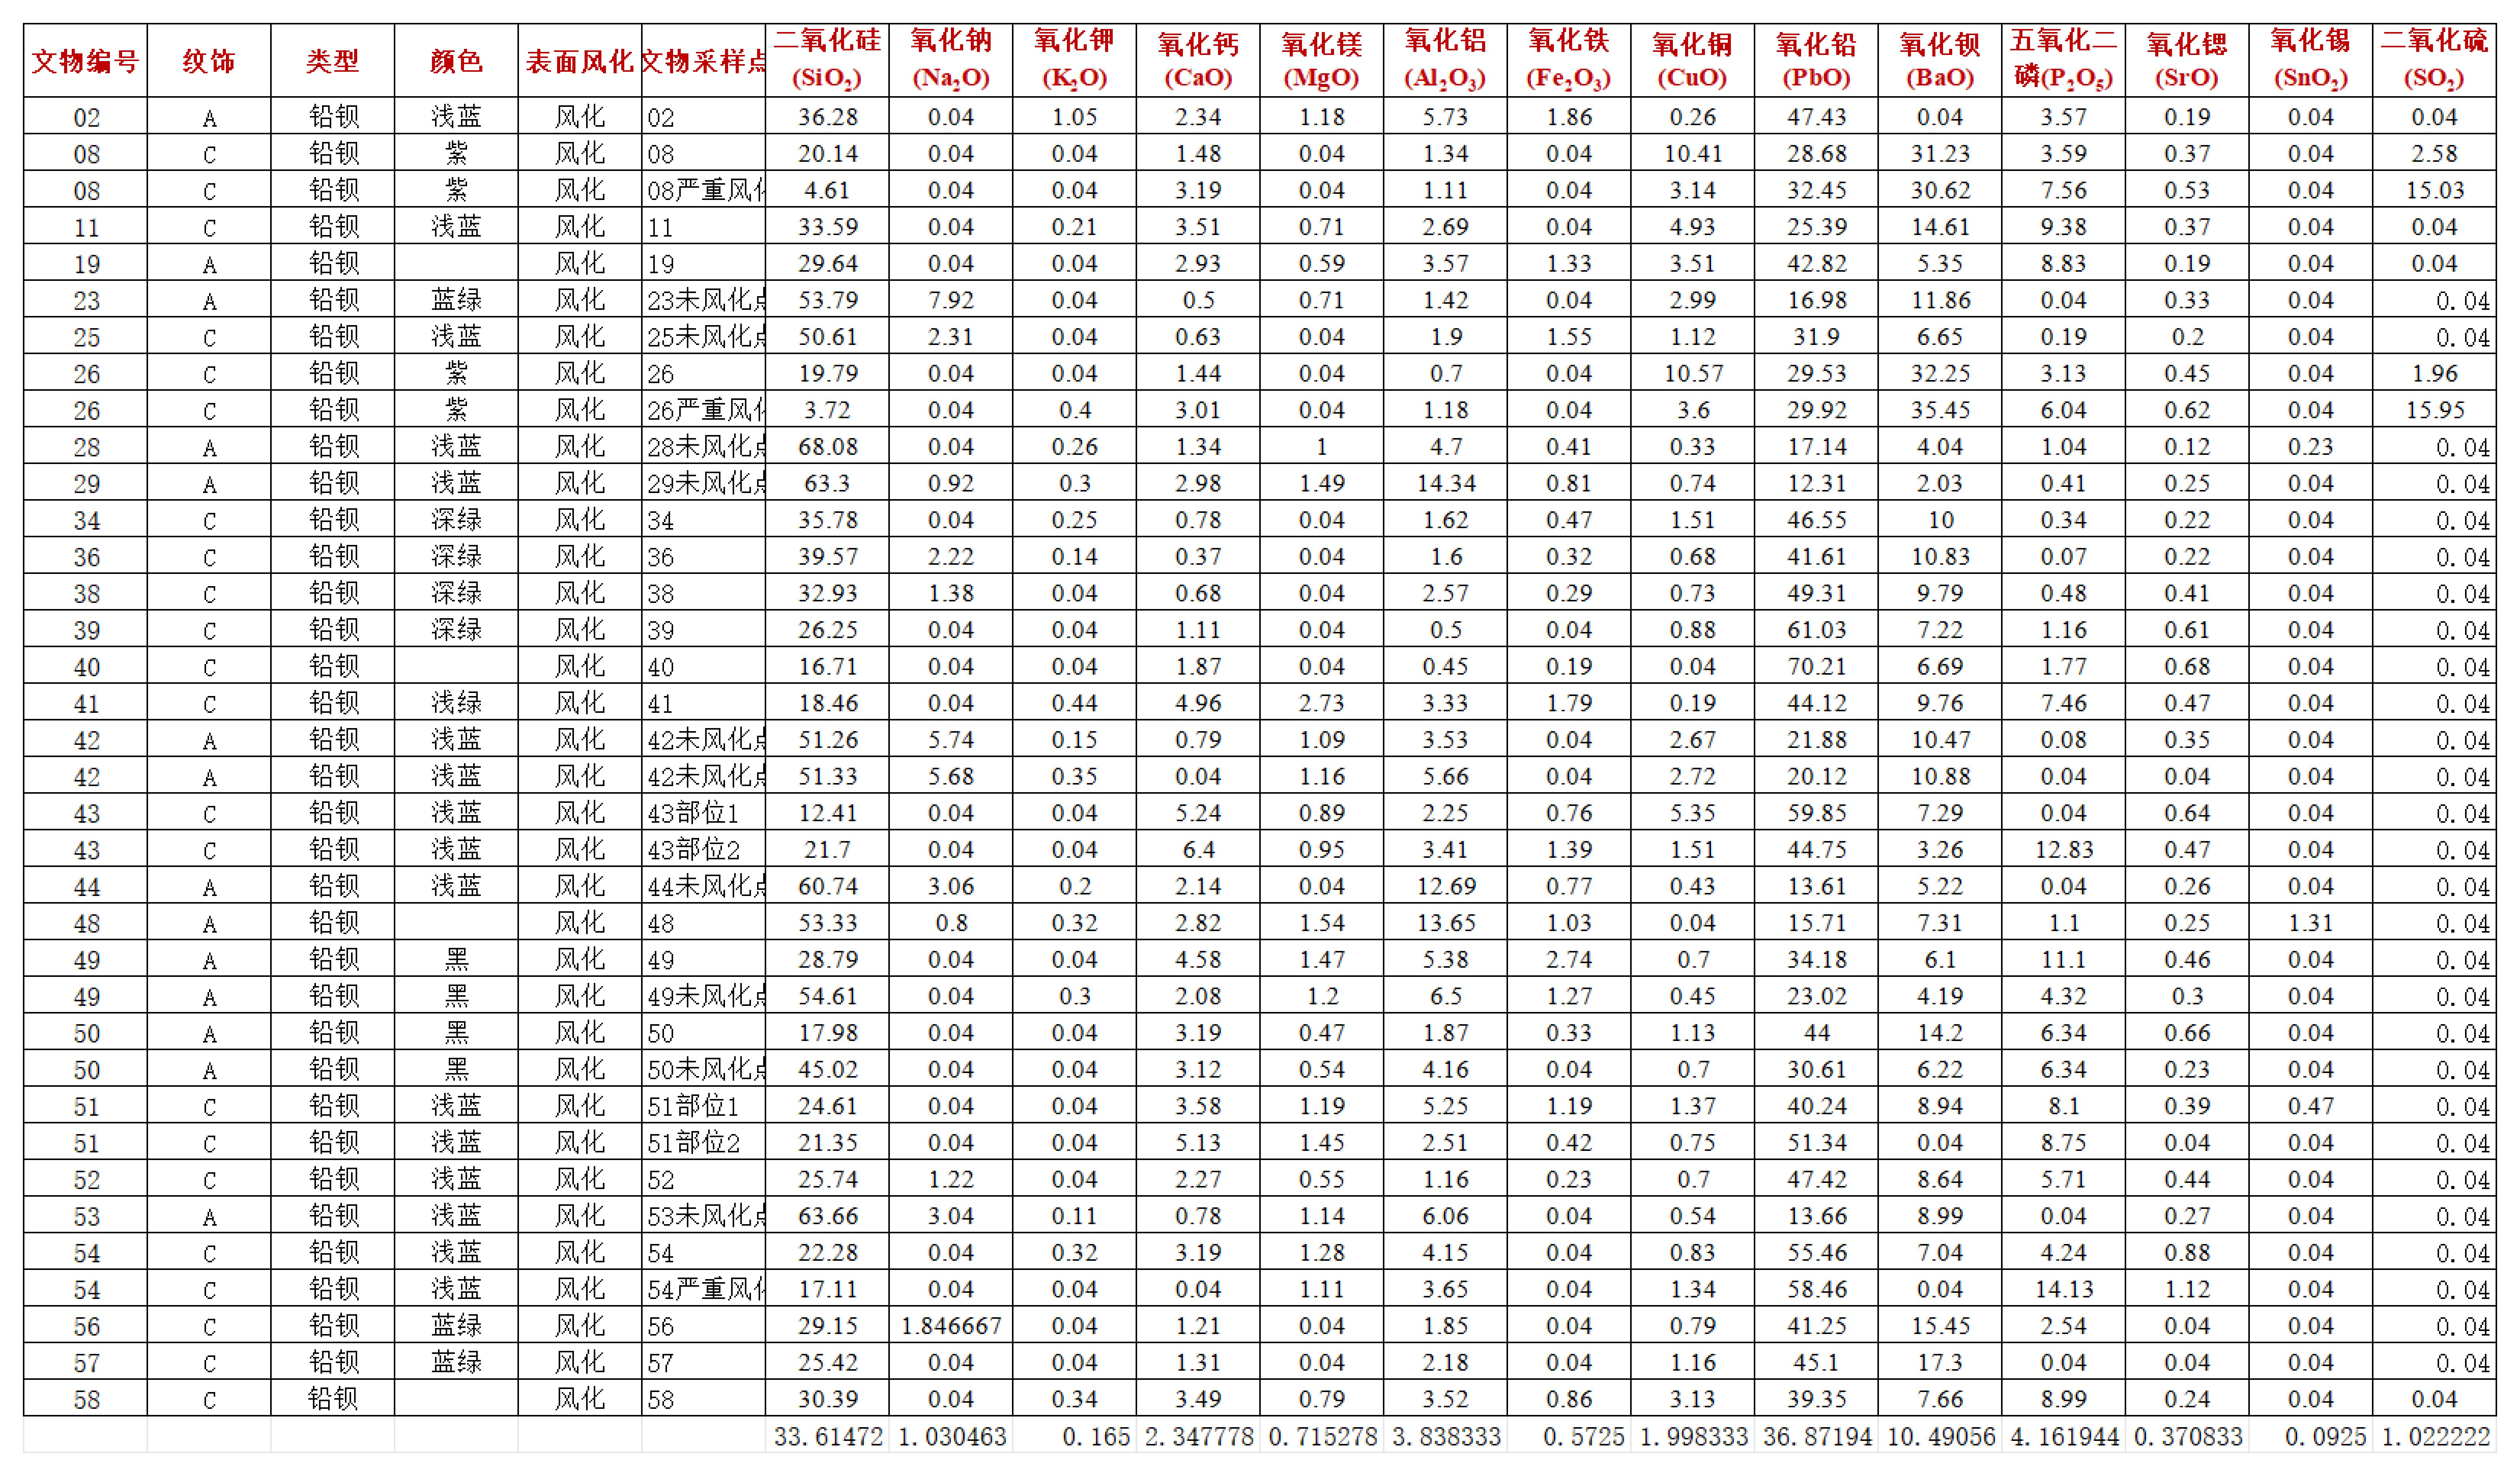 文物编号 纹饰 类型 颜色 表面风化 文物采样点 二氧化硅(SiO₂) 氧化钠(Na₂O) 氧化钾(K₂O) 氧化钙(CaO) 氧化镁(MgO) 氧化铝(Al₂O₃) 氧化铁(Fe₂O₃) 氧化铜(CuO) 氧化铅(PbO) 氧化钡(BaO) 五氧化二磷(P₂O₅) 氧化锶(SrO) 氧化锡(SnO₂) 二氧化硫(SO₂)
02 A 铅钡 浅蓝 风化 02 36.28 0.04 1.05 2.34 1.18 5.73 1.86 0.26 47.43 0.04 3.57 0.19 0.04 0.04
08 C 铅钡 紫 风化 08 20.14 0.04 0.04 1.48 0.04 1.34 0.04 10.41 28.68 31.23 3.59 0.37 0.04 2.58
08 C 铅钡 紫 风化 08严重风化 4.61 0.04 0.04 3.19 0.04 1.11 0.04 3.14 32.45 30.62 7.56 0.53 0.04 15.03
11 C 铅钡 浅蓝 风化 11 33.59 0.04 0.21 3.51 0.71 2.69 0.04 4.93 25.39 14.61 9.38 0.37 0.04 0.04
19 A 铅钡 风化 19 29.64 0.04 0.04 2.93 0.59 3.57 1.33 3.51 42.82 5.35 8.83 0.19 0.04 0.04
23 A 铅钡 蓝绿 风化 23未风化点 53.79 7.92 0.04 0.5 0.71 1.42 0.04 2.99 16.98 11.86 0.04 0.33 0.04 0.04
25 C 铅钡 浅蓝 风化 25未风化点 50.61 2.31 0.04 0.63 0.04 1.9 1.55 1.12 31.9 6.65 0.19 0.2 0.04 0.04
26 C 铅钡 紫 风化 26 19.79 0.04 0.04 1.44 0.04 0.7 0.04 10.57 29.53 32.25 3.13 0.45 0.04 1.96
26 C 铅钡 紫 风化 26严重风化 3.72 0.04 0.4 3.01 0.04 1.18 0.04 3.6 29.92 35.45 6.04 0.62 0.04 15.95
28 A 铅钡 浅蓝 风化 28未风化点 68.08 0.04 0.26 1.34 1 4.7 0.41 0.33 17.14 4.04 1.04 0.12 0.23 0.04
29 A 铅钡 浅蓝 风化 29未风化点 63.3 0.92 0.3 2.98 1.49 14.34 0.81 0.74 12.31 2.03 0.41 0.25 0.04 0.04
34 C 铅钡 深绿 风化 34 35.78 0.04 0.25 0.78 0.04 1.62 0.47 1.51 46.55 10 0.34 0.22 0.04 0.04
36 C 铅钡 深绿 风化 36 39.57 2.22 0.14 0.37 0.04 1.6 0.32 0.68 41.61 10.83 0.07 0.22 0.04 0.04
38 C 铅钡 深绿 风化 38 32.93 1.38 0.04 0.68 0.04 2.57 0.29 0.73 49.31 9.79 0.48 0.41 0.04 0.04
39 C 铅钡 深绿 风化 39 26.25 0.04 0.04 1.11 0.04 0.5 0.04 0.88 61.03 7.22 1.16 0.61 0.04 0.04
40 C 铅钡 风化 40 16.71 0.04 0.04 1.87 0.04 0.45 0.19 0.04 70.21 6.69 1.77 0.68 0.04 0.04
41 C 铅钡 浅绿 风化 41 18.46 0.04 0.44 4.96 2.73 3.33 1.79 0.19 44.12 9.76 7.46 0.47 0.04 0.04
42 A 铅钡 浅蓝 风化 42未风化点 51.26 5.74 0.15 0.79 1.09 3.53 0.04 2.67 21.88 10.47 0.08 0.35 0.04 0.04
42 A 铅钡 浅蓝 风化 42未风化点 51.33 5.68 0.35 0.04 1.16 5.66 0.04 2.72 20.12 10.88 0.04 0.04 0.04 0.04
43 C 铅钡 浅蓝 风化 43部位1 12.41 0.04 0.04 5.24 0.89 2.25 0.76 5.35 59.85 7.29 0.04 0.64 0.04 0.04
43 C 铅钡 浅蓝 风化 43部位2 21.7 0.04 0.04 6.4 0.95 3.41 1.39 1.51 44.75 3.26 12.83 0.47 0.04 0.04
44 A 铅钡 浅蓝 风化 44未风化点 60.74 3.06 0.2 2.14 0.04 12.69 0.77 0.43 13.61 5.22 0.04 0.26 0.04 0.04
48 A 铅钡 风化 48 53.33 0.8 0.32 2.82 1.54 13.65 1.03 0.04 15.71 7.31 1.1 0.25 1.31 0.04
49 A 铅钡 黑 风化 49 28.79 0.04 0.04 4.58 1.47 5.38 2.74 0.7 34.18 6.1 11.1 0.46 0.04 0.04
49 A 铅钡 黑 风化 49未风化点 54.61 0.04 0.3 2.08 1.2 6.5 1.27 0.45 23.02 4.19 4.32 0.3 0.04 0.04
50 A 铅钡 黑 风化 50 17.98 0.04 0.04 3.19 0.47 1.87 0.33 1.13 44 14.2 6.34 0.66 0.04 0.04
50 A 铅钡 黑 风化 50未风化点 45.02 0.04 0.04 3.12 0.54 4.16 0.04 0.7 30.61 6.22 6.34 0.23 0.04 0.04
51 C 铅钡 浅蓝 风化 51部位1 24.61 0.04 0.04 3.58 1.19 5.25 1.19 1.37 40.24 8.94 8.1 0.39 0.47 0.04
51 C 铅钡 浅蓝 风化 51部位2 21.35 0.04 0.04 5.13 1.45 2.51 0.42 0.75 51.34 0.04 8.75 0.04 0.04 0.04
52 C 铅钡 浅蓝 风化 52 25.74 1.22 0.04 2.27 0.55 1.16 0.23 0.7 47.42 8.64 5.71 0.44 0.04 0.04
53 A 铅钡 浅蓝 风化 53未风化点 63.66 3.04 0.11 0.78 1.14 6.06 0.04 0.54 13.66 8.99 0.04 0.27 0.04 0.04
54 C 铅钡 浅蓝 风化 54 22.28 0.04 0.32 3.19 1.28 4.15 0.04 0.83 55.46 7.04 4.24 0.88 0.04 0.04
54 C 铅钡 浅蓝 风化 54严重风化 17.11 0.04 0.04 0.04 1.11 3.65 0.04 1.34 58.46 0.04 14.13 1.12 0.04 0.04
56 C 铅钡 蓝绿 风化 56 29.15 1.846667 0.04 1.21 0.04 1.85 0.04 0.79 41.25 15.45 2.54 0.04 0.04 0.04
57 C 铅钡 蓝绿 风化 57 25.42 0.04 0.04 1.31 0.04 2.18 0.04 1.16 45.1 17.3 0.04 0.04 0.04 0.04
58 C 铅钡 风化 58 30.39 0.04 0.34 3.49 0.79 3.52 0.86 3.13 39.35 7.66 8.99 0.24 0.04 0.04
33.61472 1.030463 0.165 2.347778 0.715278 3.838333 0.5725 1.998333 36.87194 10.49056 4.161944 0.370833 0.0925 1.022222